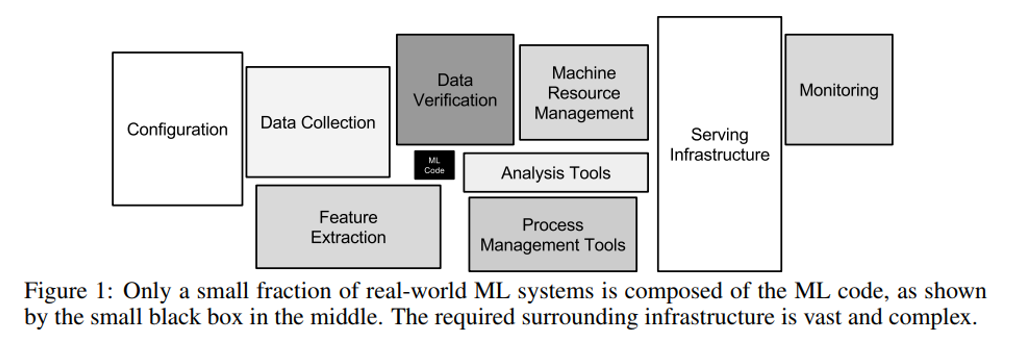 Configuration
Data Collection
Data
Verification
Machine
Resource
Management
Serving
Infrastructure
Monitoring
ML
Code
Analysis Tools
Feature
Extraction
Process
Management Tools
Figure 1: Only a small fraction of real-world ML systems is composed of the ML code, as shown
by the small black box in the middle. The required surrounding infrastructure is vast and complex.